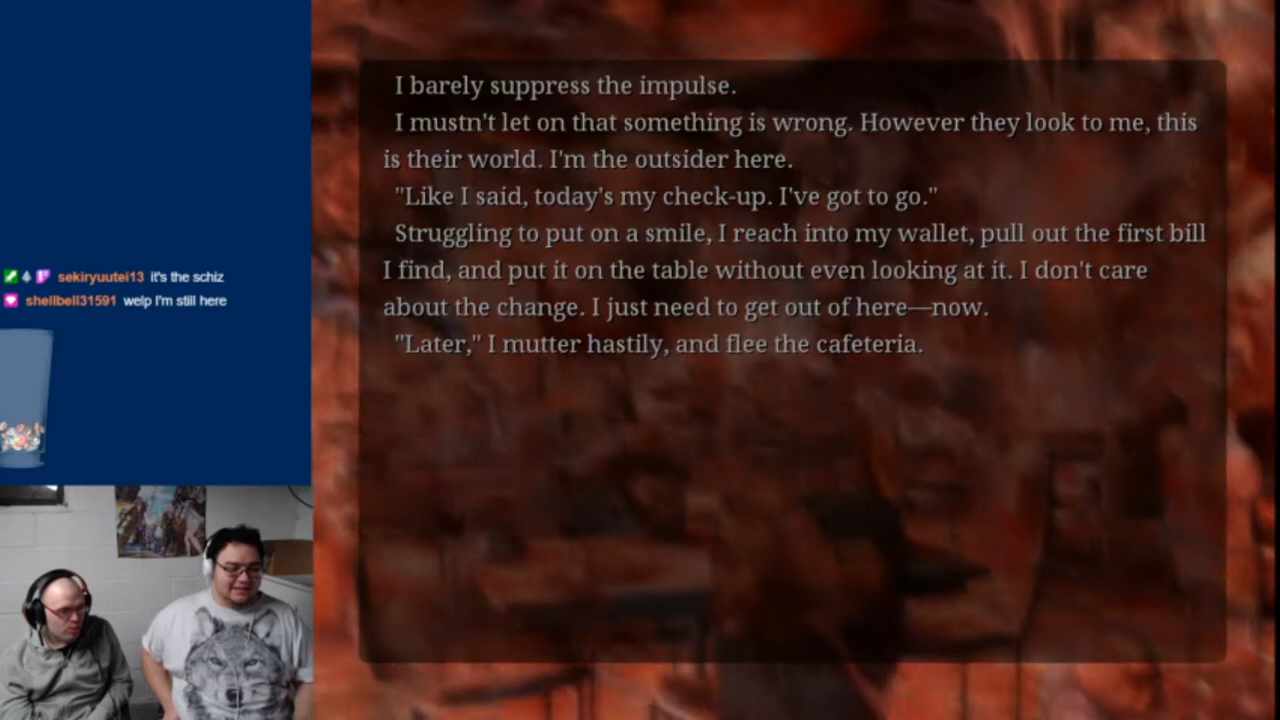 I barely suppress the impulse.
I mustn't let on that something is wrong. However they look to me, this
is their world. I'm the outsider here.
"Like I said, today's my check-up. I've got to go."
Struggling to put on a smile, I reach into my wallet, pull out the first bill
I find, and put it on the table without even looking at it. I don't care
about the change. I just need to get out of here—now.
"Later," I mutter hastily, and flee the cafeteria.
sekiryuutei13 it's the schiz
shellbell31591 welp I'm still here